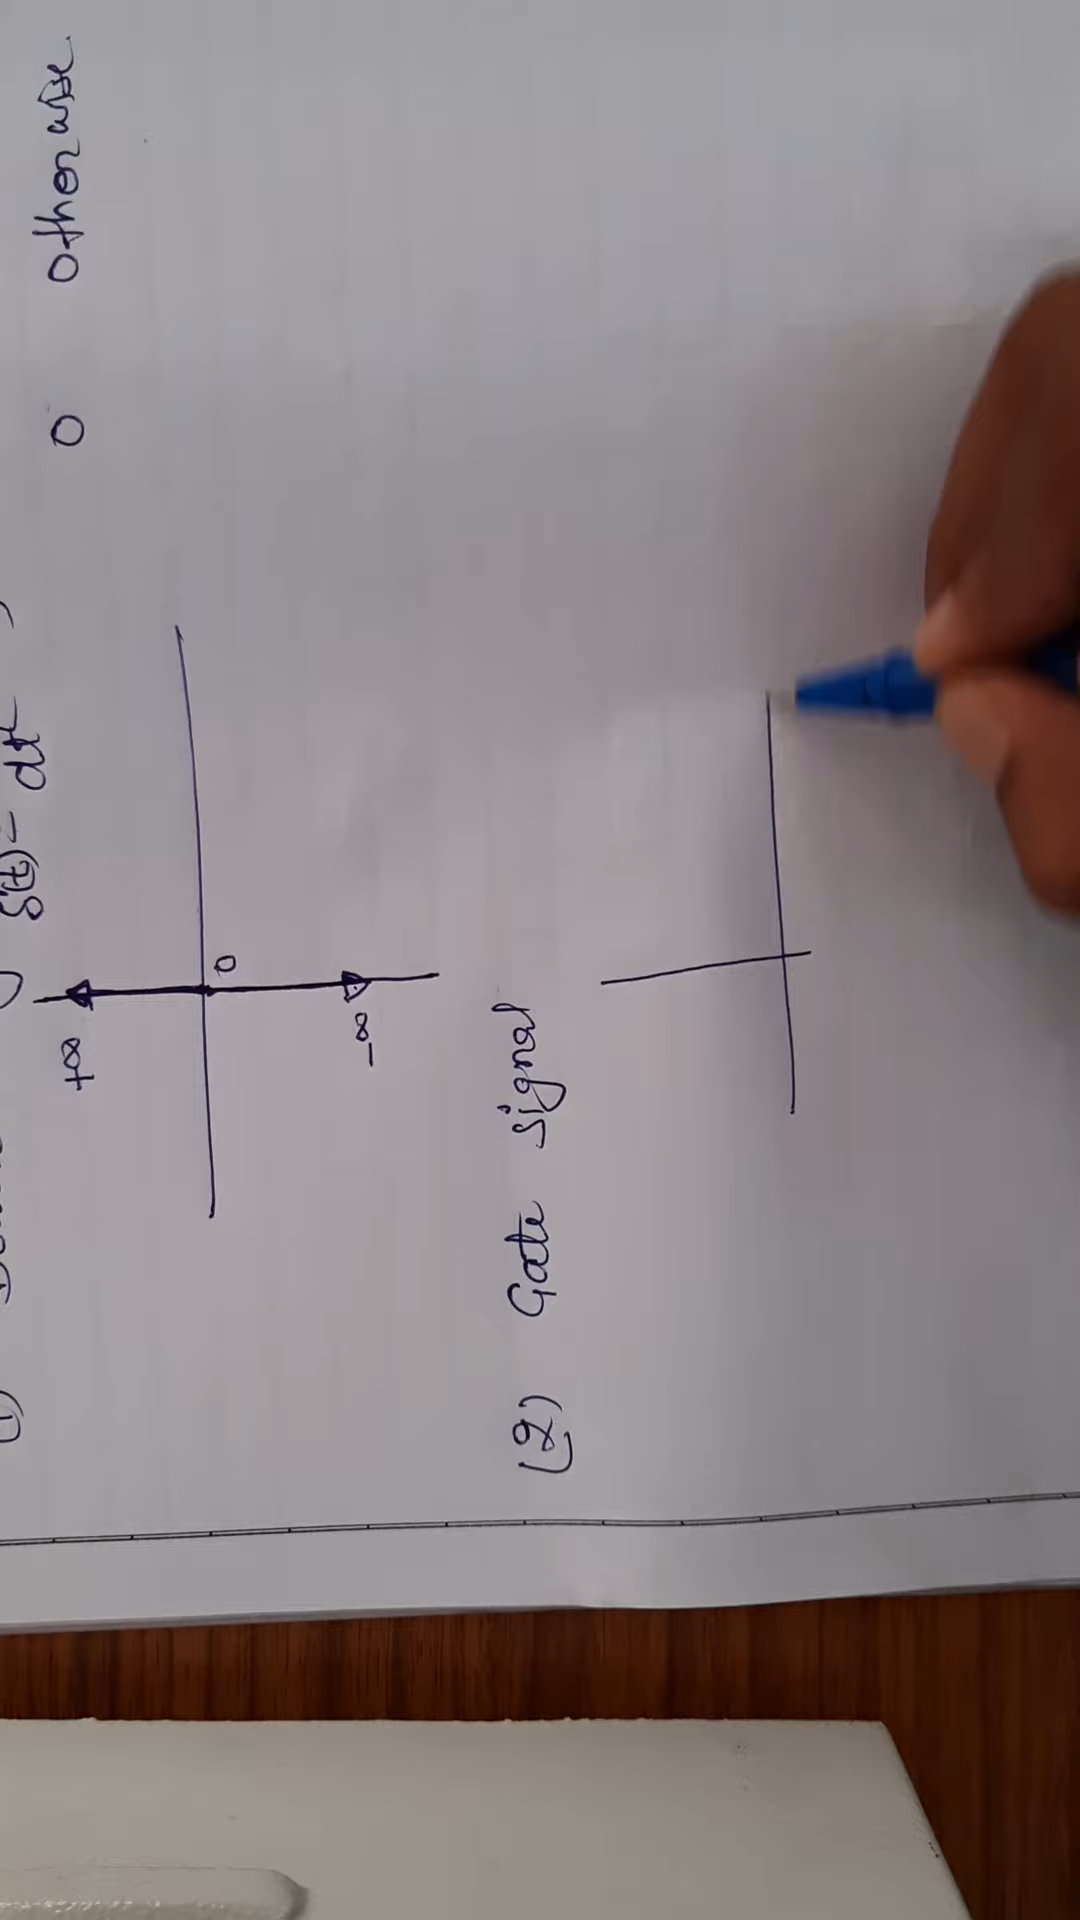 δ'(t) = dt
0 otherwise.
+∞
0
-∞
(2) Gate signal